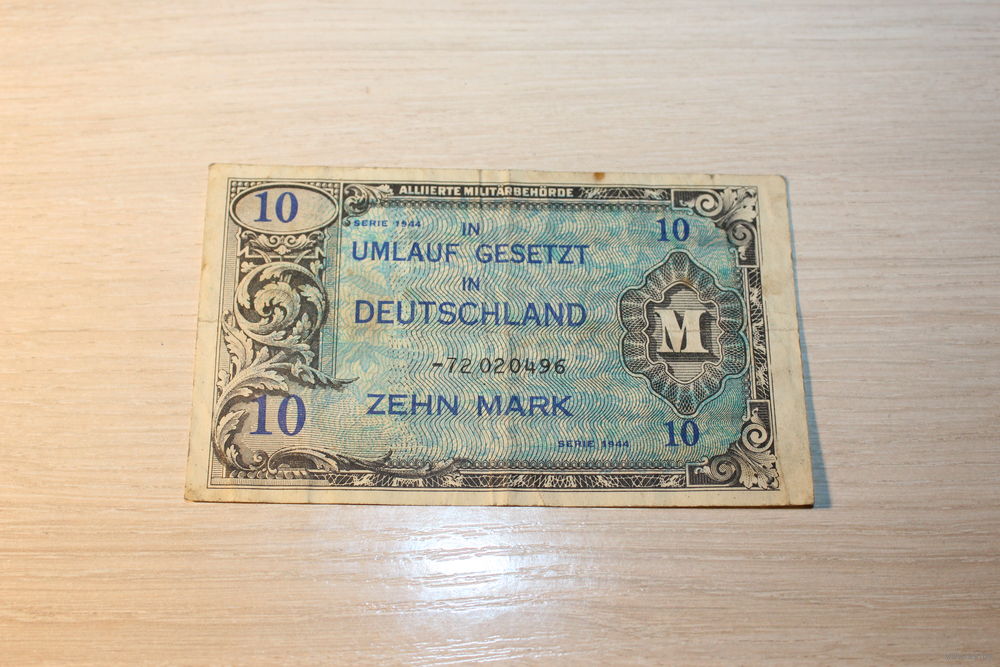 ALLIIERTE MILITÄRBEHÖRDE
10
SERIE 1944
IN
10
UMLAUF GESETZT
IN
DEUTSCHLAND
M
-72 020496
10
ZEHN MARK
10
SERIE 1944